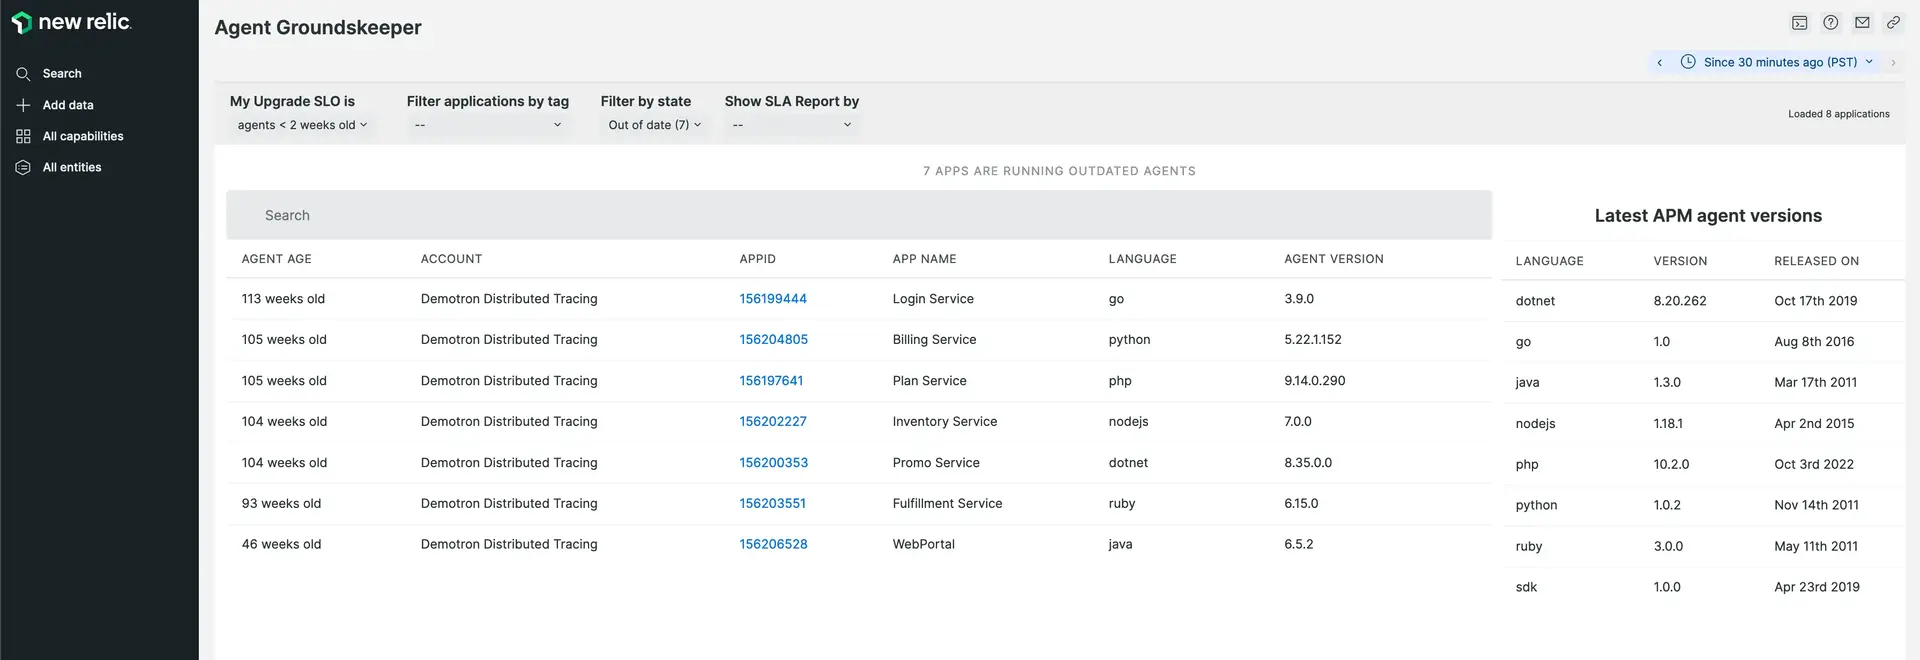 new relic.
Search
Add data
All capabilities
All entities
Agent Groundskeeper
Since 30 minutes ago (PST)
My Upgrade SLO is
agents < 2 weeks old
Filter applications by tag
--
Filter by state
Out of date (7)
Show SLA Report by
--
Loaded 8 applications
7 APPS ARE RUNNING OUTDATED AGENTS
Search
AGENT AGE ACCOUNT APPID APP NAME LANGUAGE AGENT VERSION
113 weeks old Demotron Distributed Tracing 156199444 Login Service go 3.9.0
105 weeks old Demotron Distributed Tracing 156204805 Billing Service python 5.22.1.152
105 weeks old Demotron Distributed Tracing 156197641 Plan Service php 9.14.0.290
104 weeks old Demotron Distributed Tracing 156202227 Inventory Service nodejs 7.0.0
104 weeks old Demotron Distributed Tracing 156200353 Promo Service dotnet 8.35.0.0
93 weeks old Demotron Distributed Tracing 156203551 Fulfillment Service ruby 6.15.0
46 weeks old Demotron Distributed Tracing 156206528 WebPortal java 6.5.2
Latest APM agent versions
LANGUAGE VERSION RELEASED ON
dotnet 8.20.262 Oct 17th 2019
go 1.0 Aug 8th 2016
java 1.3.0 Mar 17th 2011
nodejs 1.18.1 Apr 2nd 2015
php 10.2.0 Oct 3rd 2022
python 1.0.2 Nov 14th 2011
ruby 3.0.0 May 11th 2011
sdk 1.0.0 Apr 23rd 2019